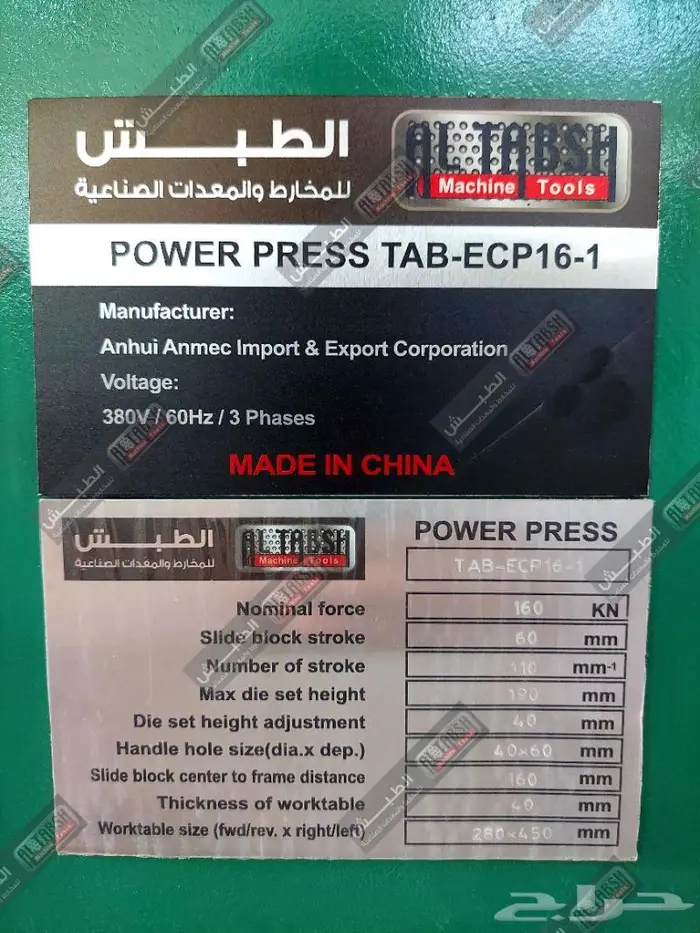 الطبش
للمخارط والمعدات الصناعية
AL TABSH
Machine Tools
POWER PRESS TAB-ECP16-1
Manufacturer:
Anhui Anmec Import & Export Corporation
Voltage:
380V / 60Hz / 3 Phases
MADE IN CHINA
الطبش
للمخارط والمعدات الصناعية
AL TABSH
Machine Tools
POWER PRESS
TAB-ECP16-1
Nominal force 160 KN
Slide block stroke 60 mm
Number of stroke 110 mm-1
Max die set height 190 mm
Die set height adjustment 40 mm
Handle hole size(dia.x dep.) 40×60 mm
Slide block center to frame distance 160 mm
Thickness of worktable 40 mm
Worktable size (fwd/rev. x right/left) 280×450 mm
حراج